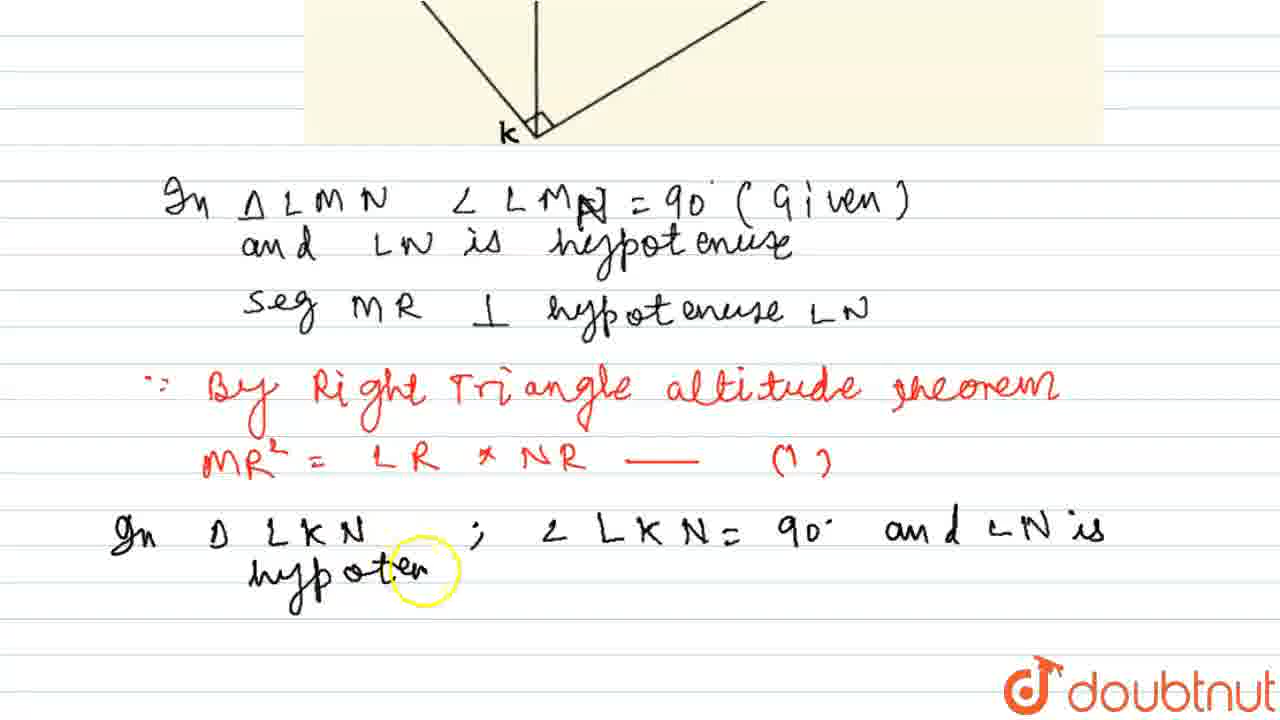 K
In Δ LMN ∠ LMN = 90° (Given)
and LN is hypotenuse
seg MR ⊥ hypotenuse LN
∵ By Right Triangle altitude theorem
MR² = LR × NR — (1)
In Δ LKN ; ∠ LKN = 90° and LN is
hypoten
doubtnut